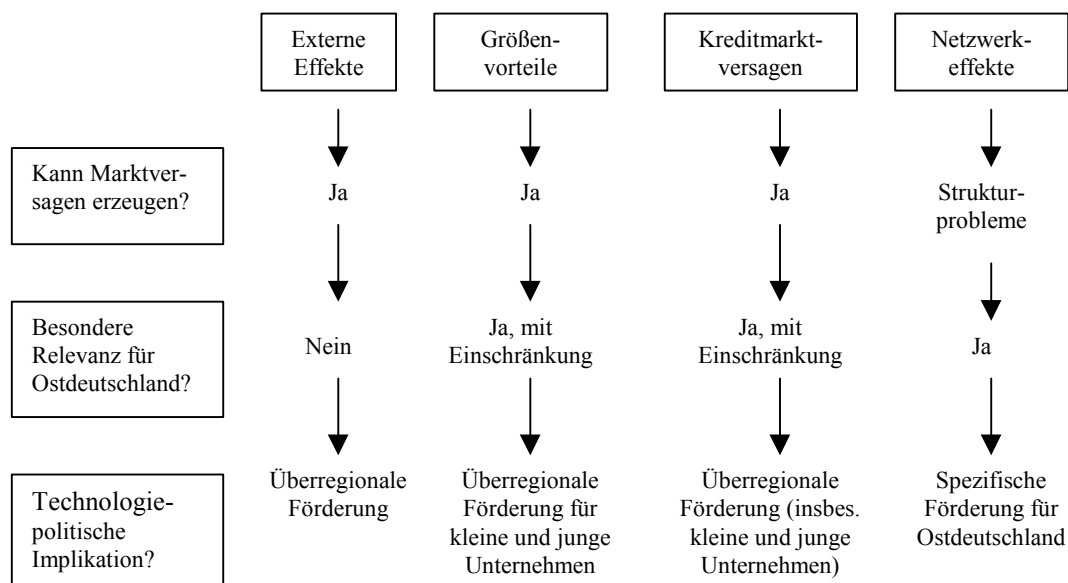 Externe
Effekte
Größen-
vorteile
Kreditmarkt-
versagen
Netzwerk-
effekte
Kann Marktver-
sagen erzeugen?
Ja
Ja
Ja
Struktur-
probleme
Besondere
Relevanz für
Ostdeutschland?
Nein
Ja, mit
Einschränkung
Ja, mit
Einschränkung
Ja
Technologie-
politische
Implikation?
Überregionale
Förderung
Überregionale
Förderung für
kleine und junge
Unternehmen
Überregionale
Förderung (insbes.
kleine und junge
Unternehmen)
Spezifische
Förderung für
Ostdeutschland